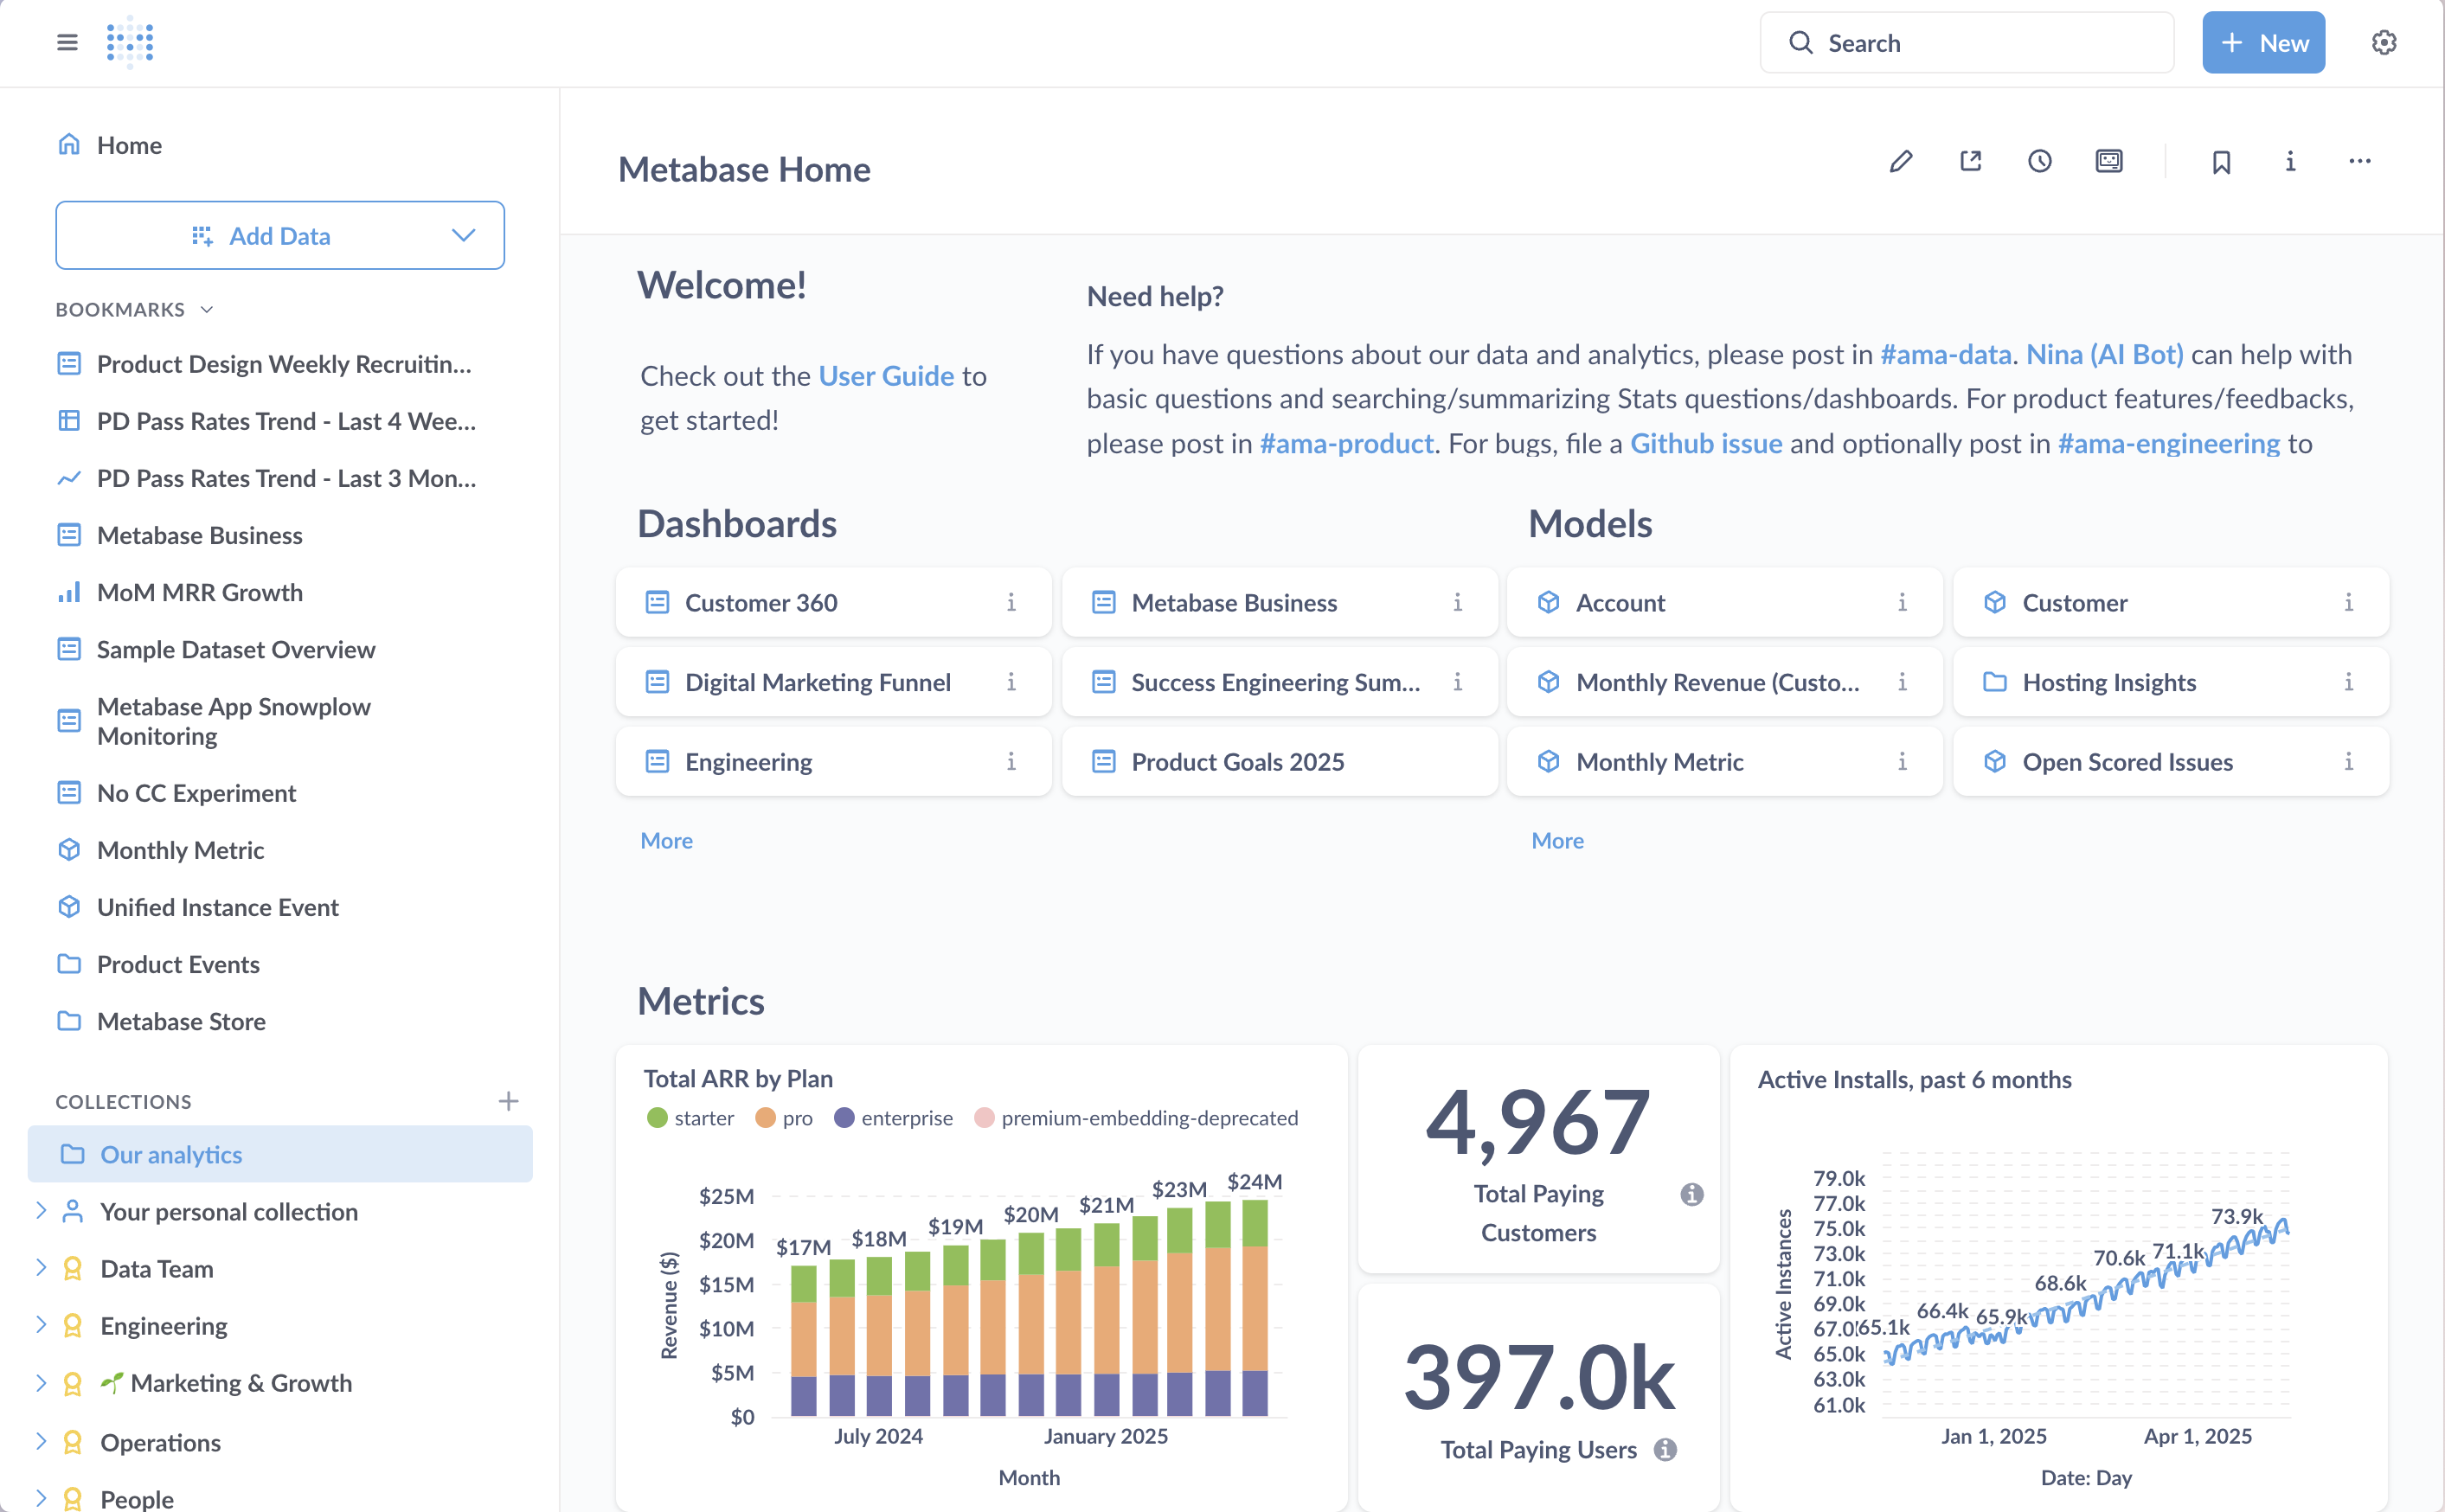 Search
New
Home
Add Data
BOOKMARKS
Product Design Weekly Recruitin...
PD Pass Rates Trend - Last 4 Wee...
PD Pass Rates Trend - Last 3 Mon...
Metabase Business
MoM MRR Growth
Sample Dataset Overview
Metabase App Snowplow
Monitoring
No CC Experiment
Monthly Metric
Unified Instance Event
Product Events
Metabase Store
COLLECTIONS
Our analytics
Your personal collection
Data Team
Engineering
Marketing & Growth
Operations
People
Metabase Home
Welcome!
Check out the User Guide to
get started!
Need help?
If you have questions about our data and analytics, please post in #ama-data. Nina (AI Bot) can help with
basic questions and searching/summarizing Stats questions/dashboards. For product features/feedbacks,
please post in #ama-product. For bugs, file a Github issue and optionally post in #ama-engineering to
Dashboards
Customer 360
Metabase Business
Digital Marketing Funnel
Success Engineering Sum...
Engineering
Product Goals 2025
More
Models
Account
Customer
Monthly Revenue (Custo...
Hosting Insights
Monthly Metric
Open Scored Issues
More
Metrics
Total ARR by Plan
starter pro enterprise premium-embedding-deprecated
Revenue ($)
$25M
$20M
$15M
$10M
$5M
$0
$17M
$18M
$19M
$20M
$21M
$23M
$24M
July 2024
January 2025
Month
4,967
Total Paying
Customers
397.0k
Total Paying Users
Active Installs, past 6 months
Active Instances
79.0k
77.0k
75.0k
73.0k
71.0k
69.0k
67.0k
65.0k
63.0k
61.0k
65.1k
66.4k
65.9k
68.6k
70.6k
71.1k
73.9k
Jan 1, 2025
Apr 1, 2025
Date: Day